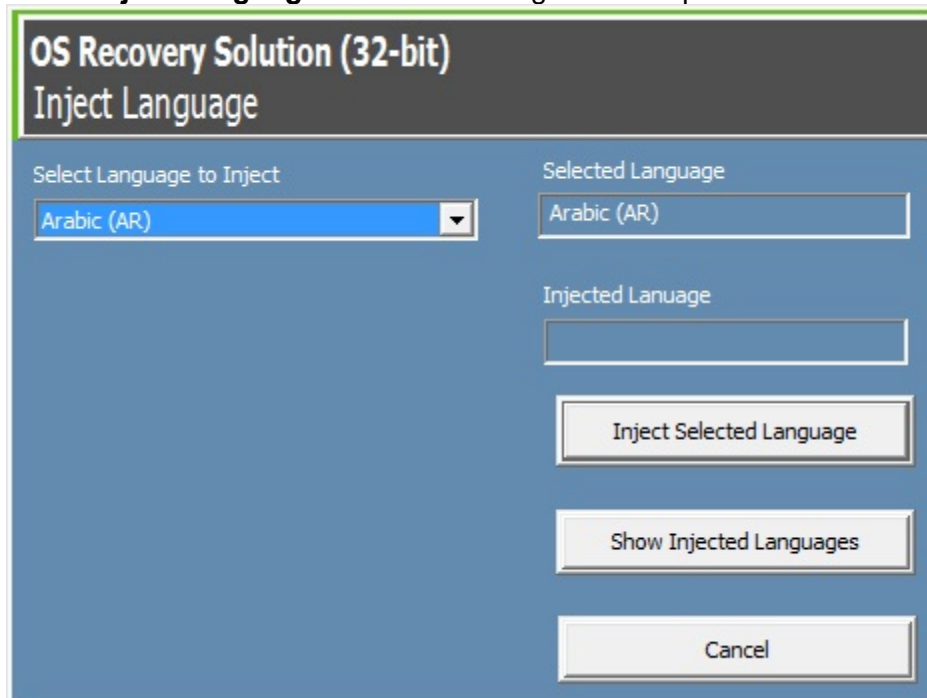 OS Recovery Solution (32-bit)
Inject Language
Select Language to Inject
Arabic (AR)
Selected Language
Arabic (AR)
Injected Lanuage
Inject Selected Language
Show Injected Languages
Cancel